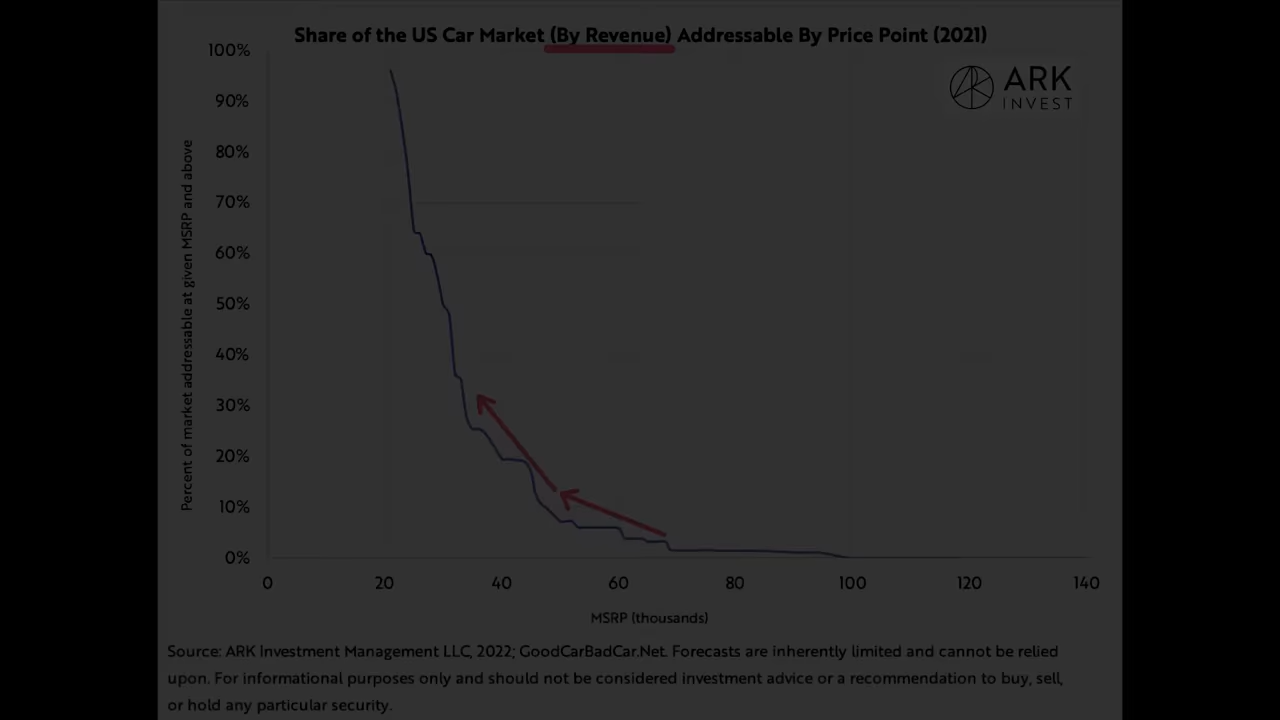 Share of the US Car Market (By Revenue) Addressable By Price Point (2021)
ARK
INVEST
Percent of market addressable at given MSRP and above
100%
90%
80%
70%
60%
50%
40%
30%
20%
10%
0%
0 20 40 60 80 100 120 140
MSRP (thousands)
Source: ARK Investment Management LLC, 2022; GoodCarBadCar.Net. Forecasts are inherently limited and cannot be relied
upon. For informational purposes only and should not be considered investment advice or a recommendation to buy, sell,
or hold any particular security.